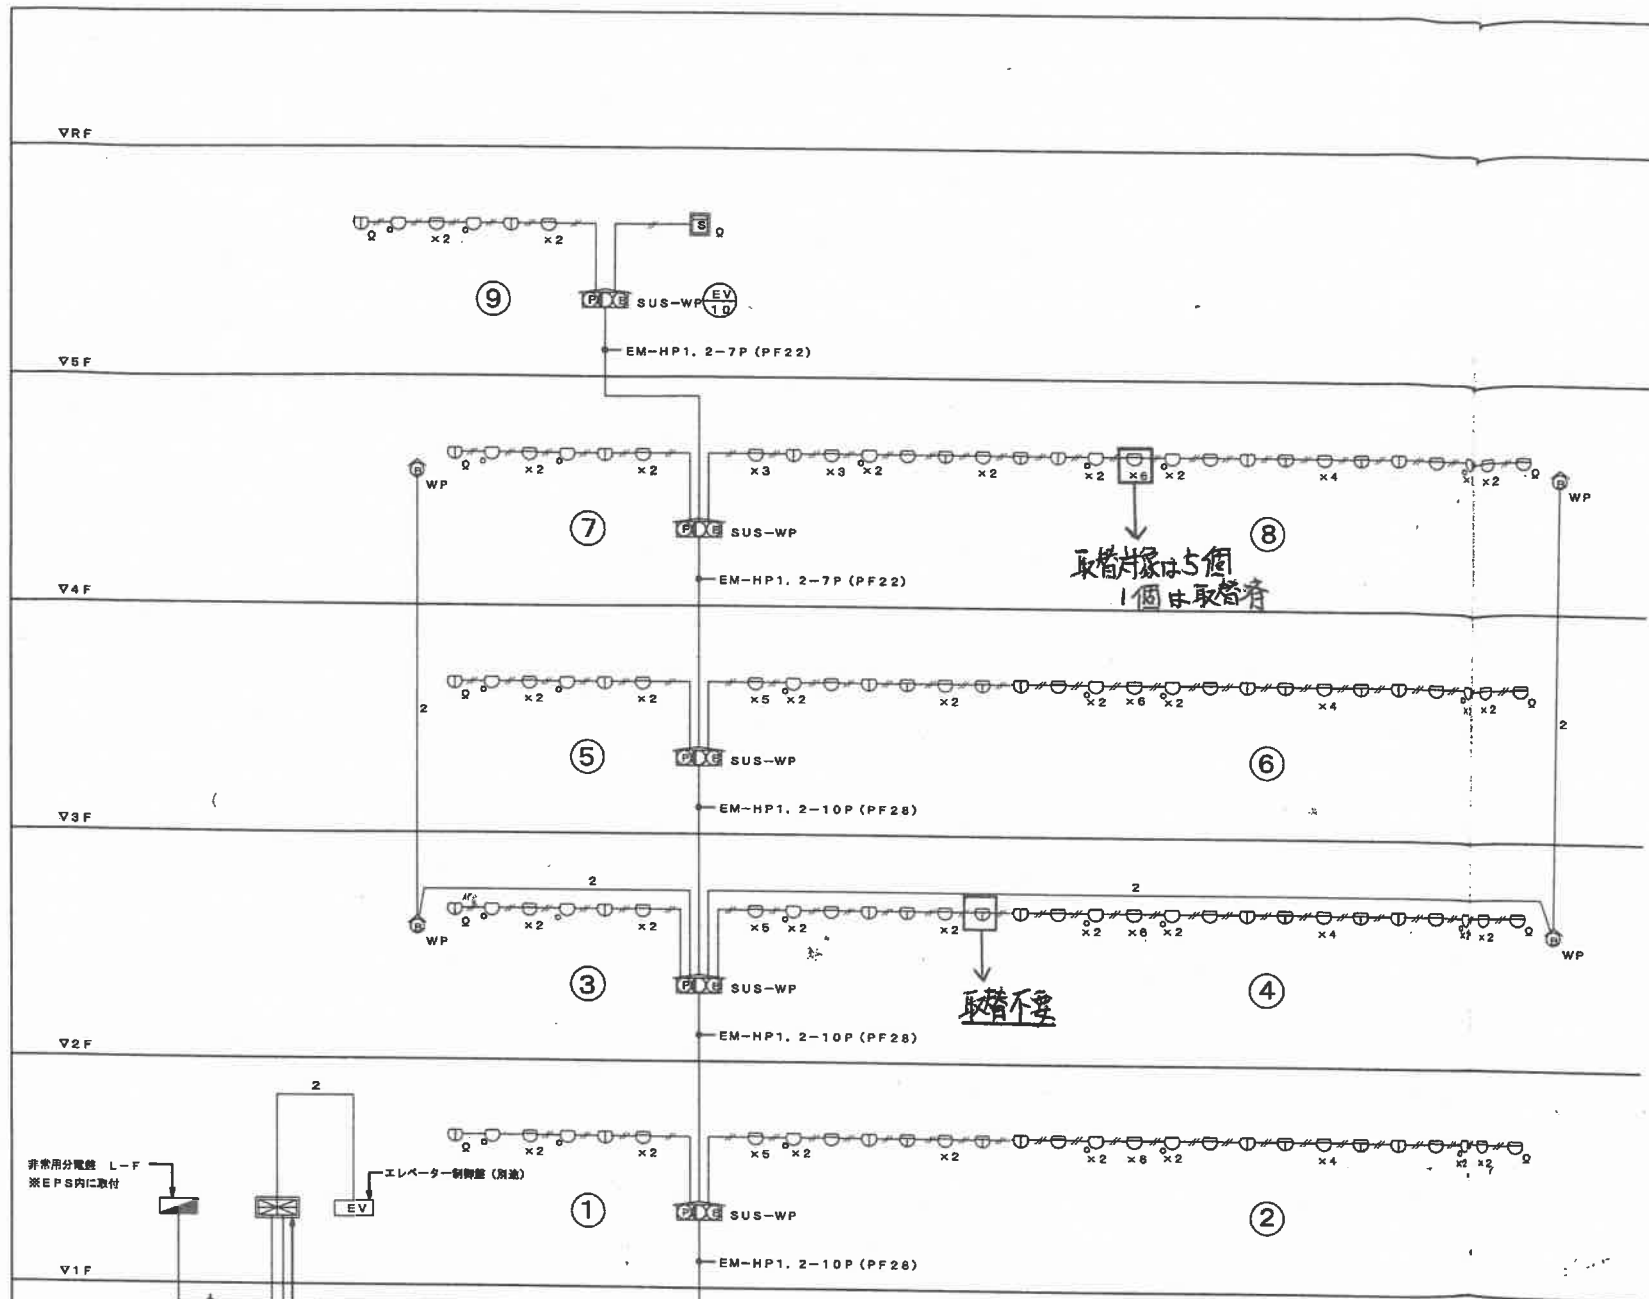 ▽RF
Ω
×2
×2
S
Ω
⑨
P
B
SUS-WP
EV
10
EM-HP1. 2-7P (PF22)
▽5F
B
WP
Ω
×2
×2
×3
×3
×2
×2
×2
×6
×2
×4
×2
Ω
B
WP
⑦
P
B
SUS-WP
⑧
EM-HP1. 2-7P (PF22)
取替対象は5個
1個は取替済
▽4F
Ω
×2
×2
×5
×2
×2
×2
×6
×2
×4
×2
Ω
2
2
⑤
P
B
SUS-WP
⑥
EM-HP1. 2-10P (PF28)
▽3F
2
2
Ω
×2
×2
×5
×2
×2
×2
×6
×2
×4
×2
Ω
B
WP
B
WP
③
P
B
SUS-WP
④
取替不要
EM-HP1. 2-10P (PF28)
▽2F
2
Ω
×2
×2
×5
×2
×2
×2
×6
×2
×4
×2
×2
Ω
非常用分電盤 L-F
※EPS内に取付
エレベーター制御盤 (別途)
EV
①
P
B
SUS-WP
②
EM-HP1. 2-10P (PF28)
▽1F